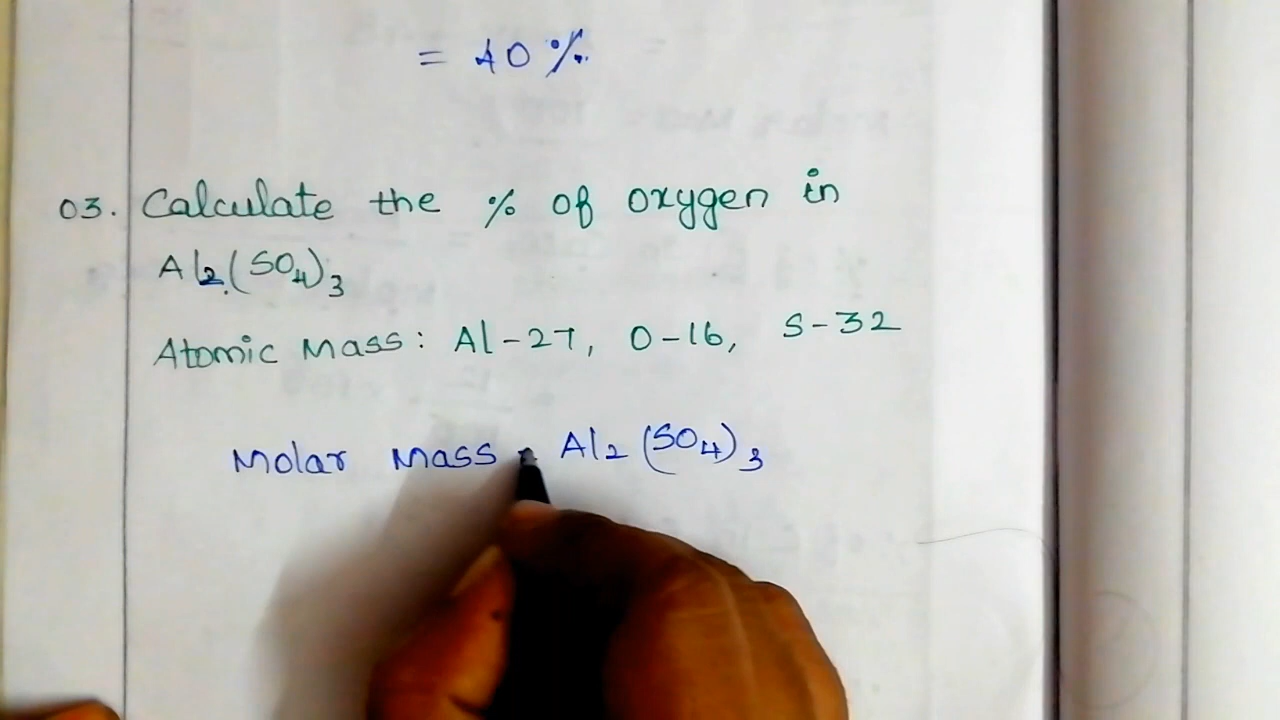 = 40 %
03. Calculate the % of oxygen in
Al2(SO4)3
Atomic Mass: Al-27, O-16, S-32
Molar Mass Al2(SO4)3